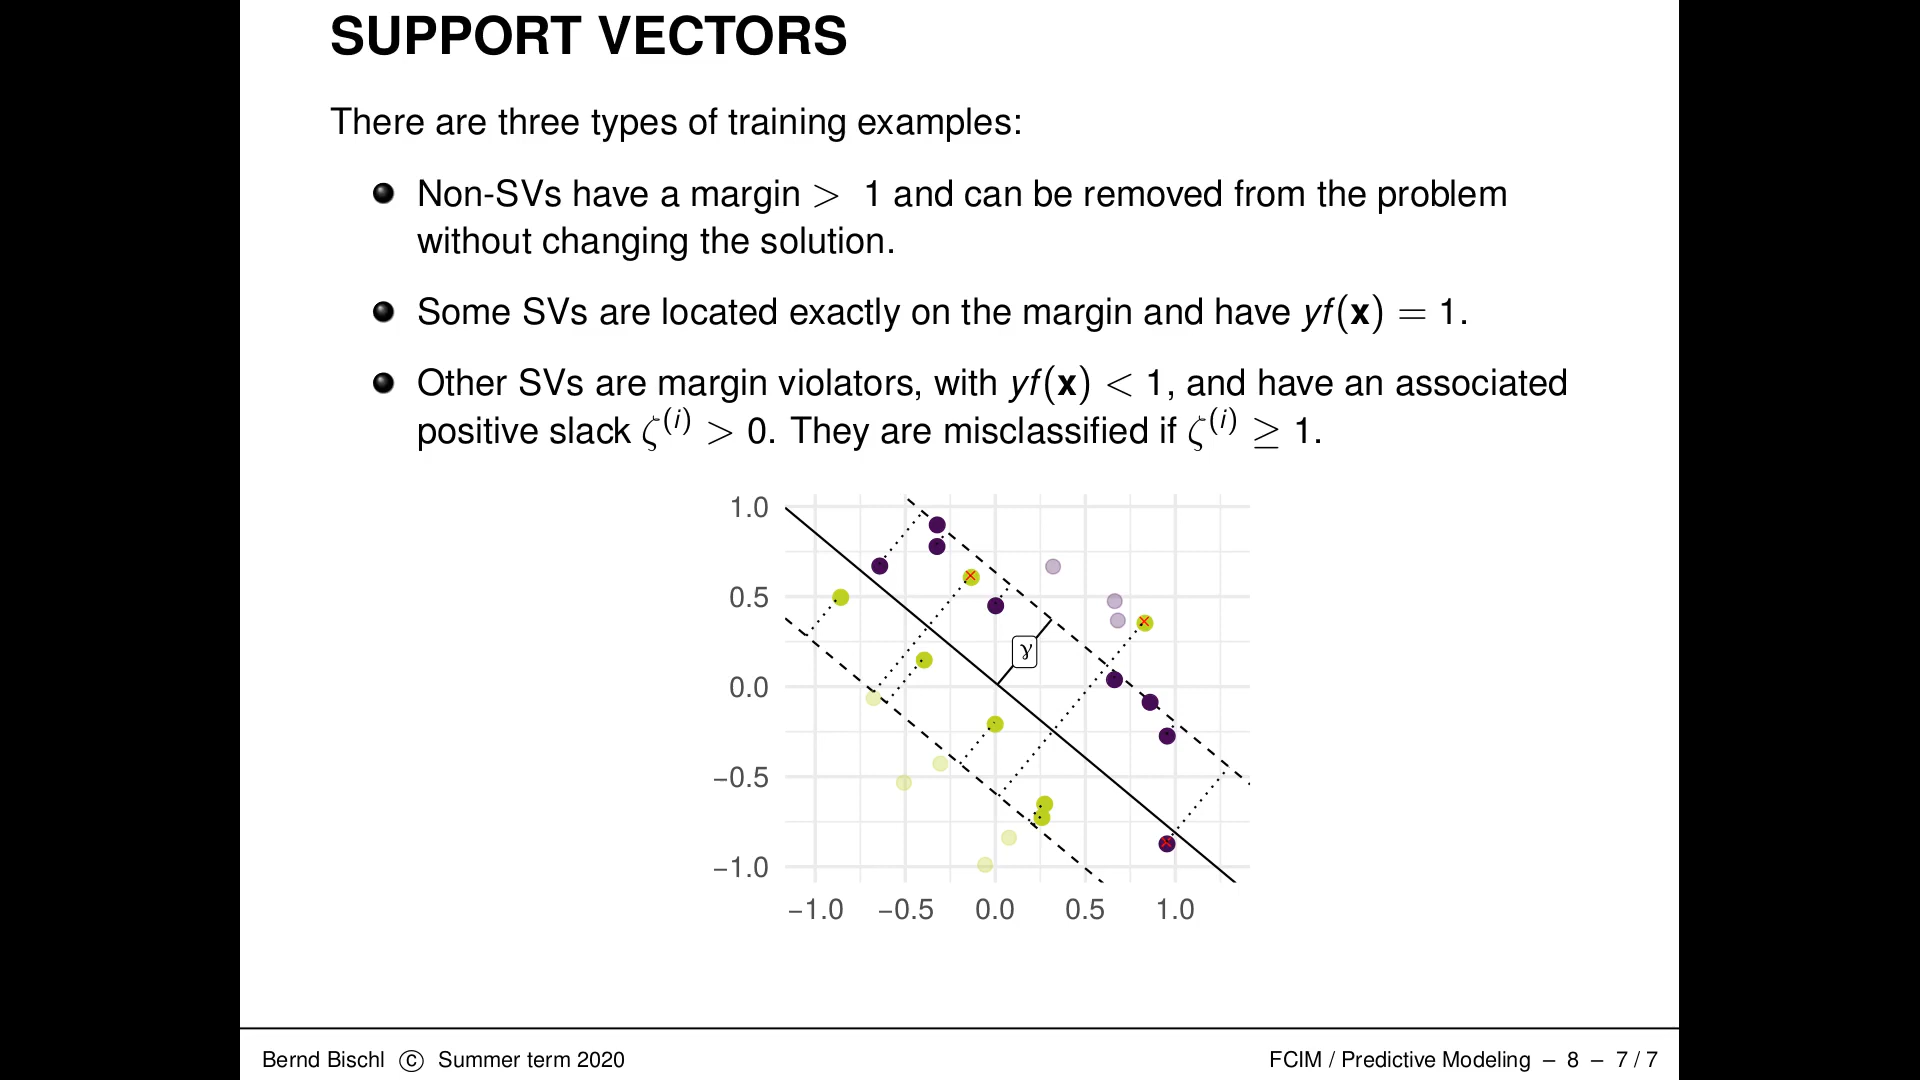 SUPPORT VECTORS
There are three types of training examples:
Non-SVs have a margin > 1 and can be removed from the problem
without changing the solution.
Some SVs are located exactly on the margin and have yf(x) = 1.
Other SVs are margin violators, with yf(x) < 1, and have an associated
positive slack ζ⁽ⁱ⁾ > 0. They are misclassified if ζ⁽ⁱ⁾ ≥ 1.
1.0
0.5
γ
0.0
−0.5
−1.0
−1.0 −0.5 0.0 0.5 1.0
Bernd Bischl © Summer term 2020 FCIM / Predictive Modeling – 8 – 7 / 7